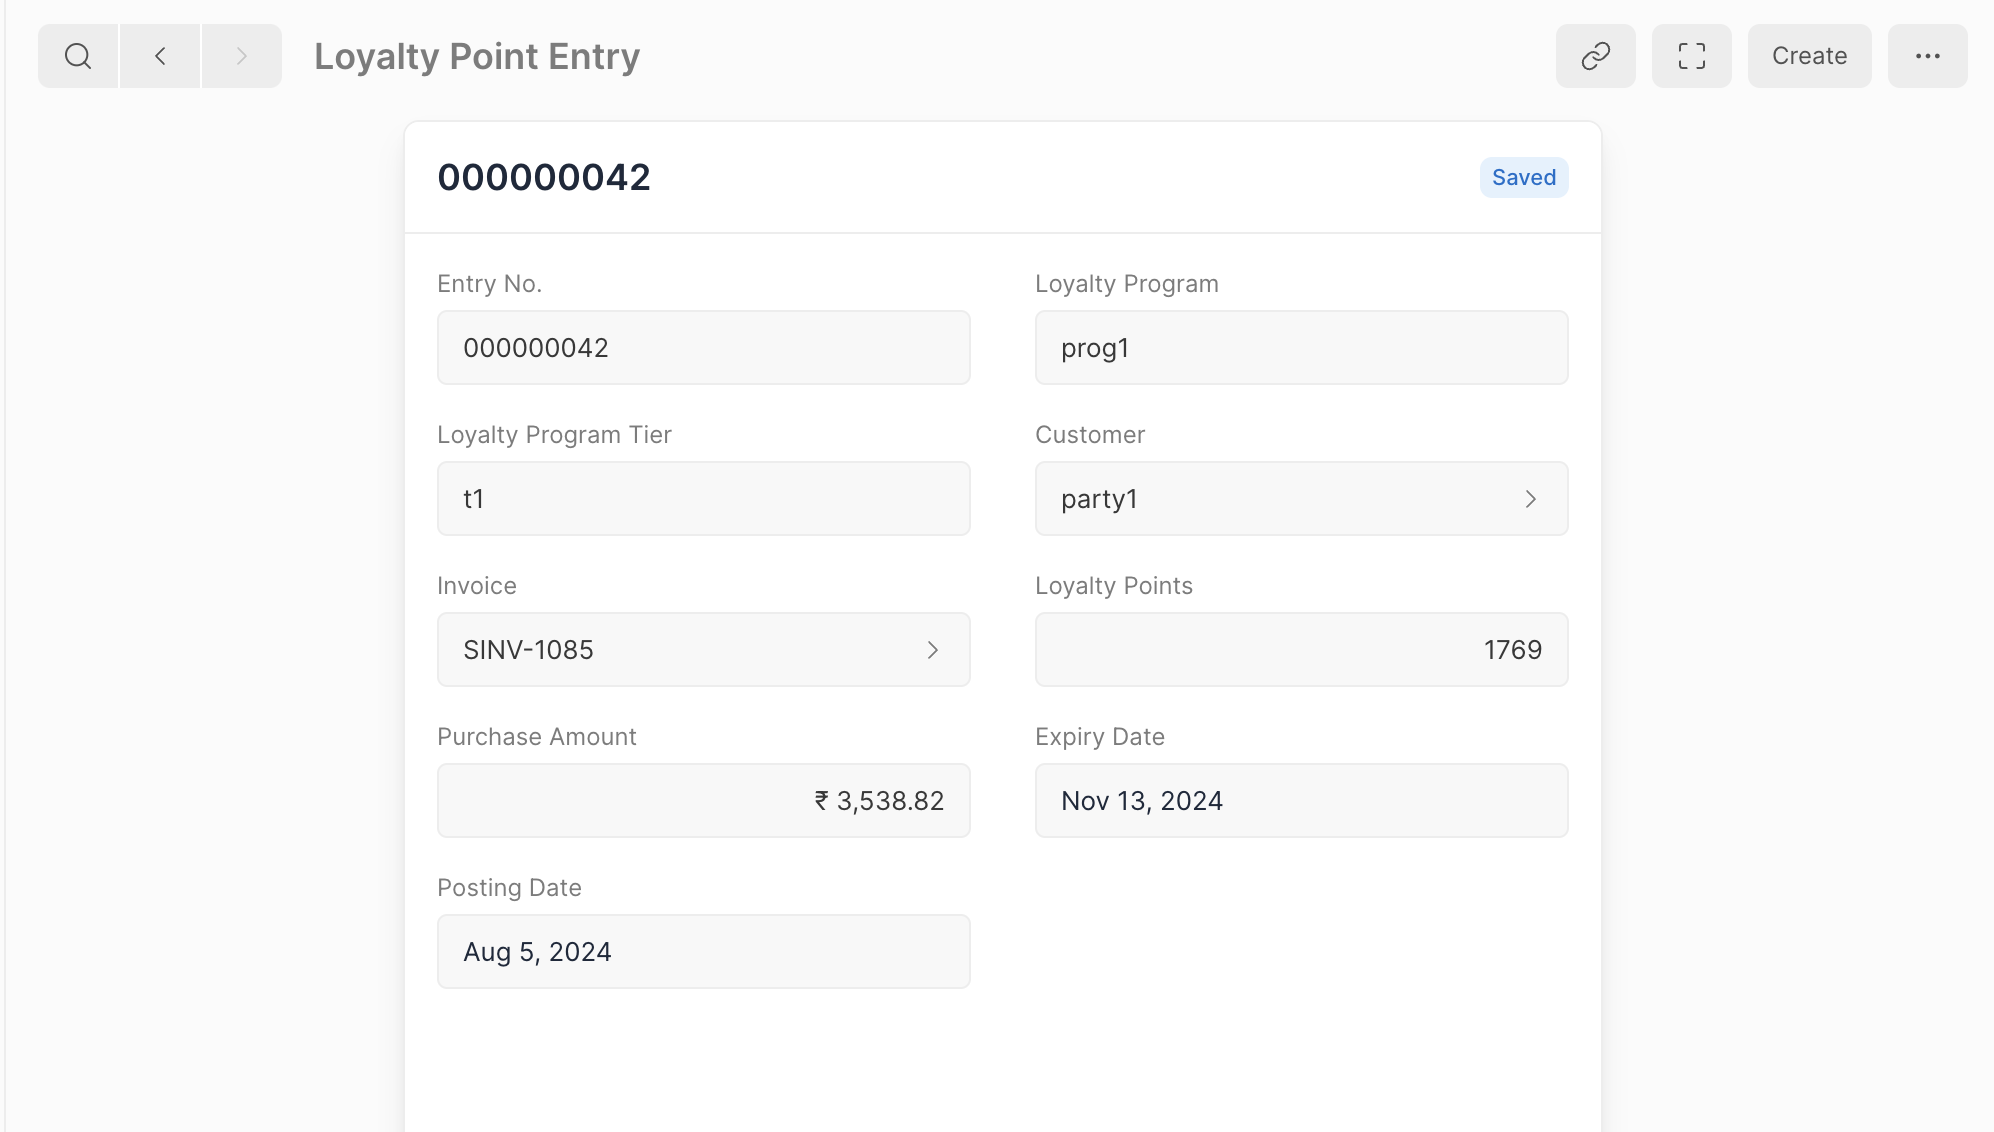 Loyalty Point Entry
Create
000000042
Saved
Entry No.
Loyalty Program
000000042
prog1
Loyalty Program Tier
Customer
t1
party1
Invoice
Loyalty Points
SINV-1085
1769
Purchase Amount
Expiry Date
₹ 3,538.82
Nov 13, 2024
Posting Date
Aug 5, 2024